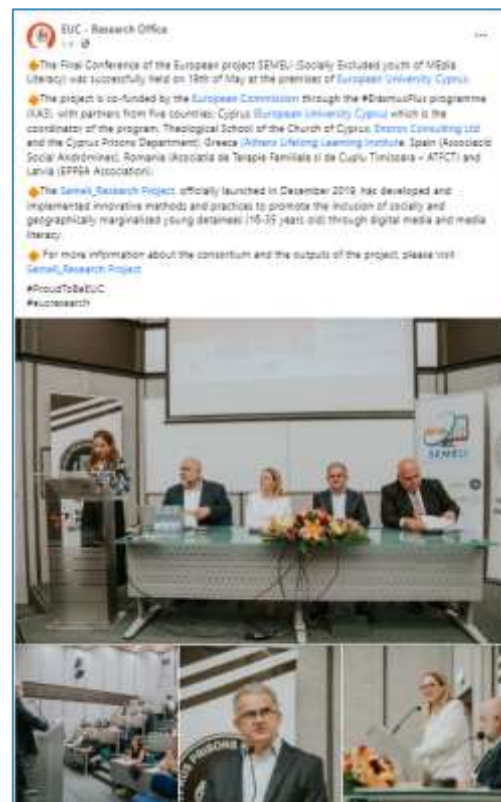 EUC - Research Office
The Final Conference of the European project SEMELI (Socially Excluded youth of MEdia
Literacy) was successfully held on 19th of May at the premises of European University Cyprus
The project is co-funded by the European Commission through the #ErasmusPlus programme
(KA3), with partners from five countries: Cyprus (European University Cyprus which is the
coordinator of the program, Theological School of the Church of Cyprus, Enoros Consulting Ltd
and the Cyprus Prisons Department), Greece (Athens Lifelong Learning Institute, Spain (Associacio
Social Andròmines), Romania (Asociatia de Terapie Familiala si de Cuplu Timisoara – ATFCT) and
Latvia (EPPEA Association).
The Semeli_Research Project, officially launched in December 2019, has developed and
implemented innovative methods and practices to promote the inclusion of socially and
geographically marginalised young detainees (16-35 years old) through digital media and media
literacy.
For more information about the consortium and the outputs of the project, please visit
Semeli_Research Project
#ProudToBeEUC
#eucresearch
SEMELI
US PRISONS